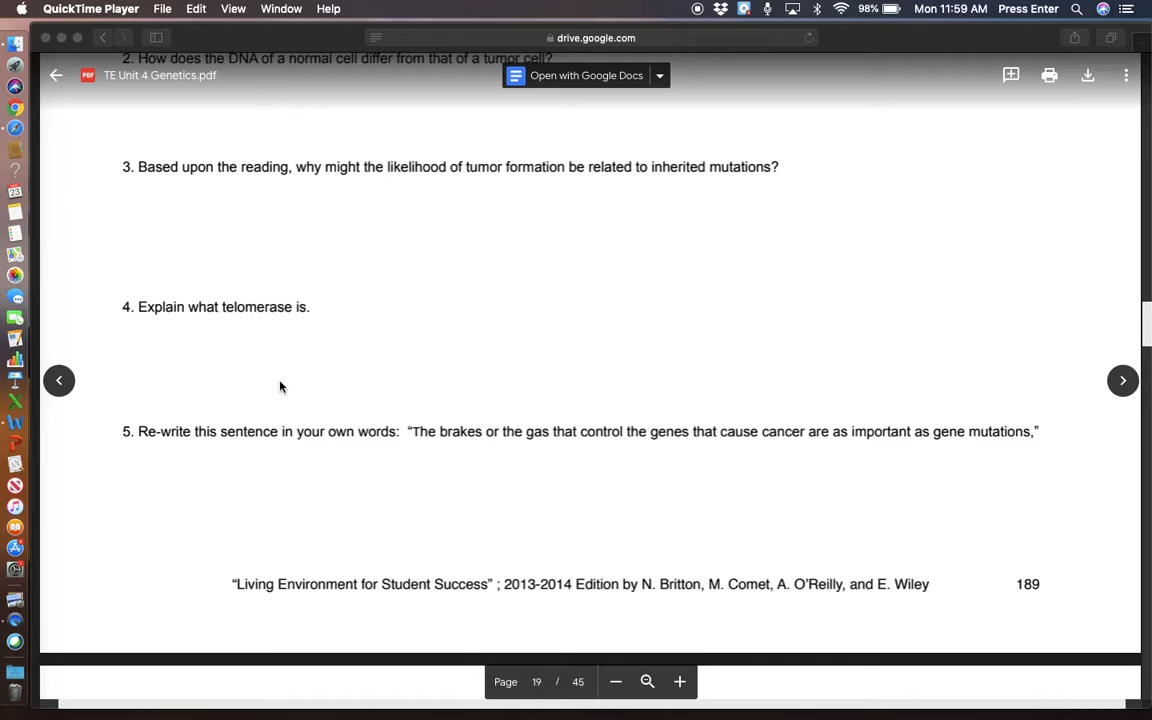 QuickTime Player File Edit View Window Help 98% Mon 11:59 AM Press Enter
drive.google.com
2. How does the DNA of a normal cell differ from that of a tumor cell?
PDF TE Unit 4 Genetics.pdf
Open with Google Docs
3. Based upon the reading, why might the likelihood of tumor formation be related to inherited mutations?
4. Explain what telomerase is.
5. Re-write this sentence in your own words: “The brakes or the gas that control the genes that cause cancer are as important as gene mutations,”
“Living Environment for Student Success” ; 2013-2014 Edition by N. Britton, M. Comet, A. O’Reilly, and E. Wiley 189
Page 19 / 45
23